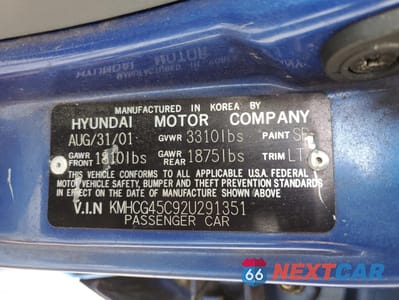 MANUFACTURED IN KOREA BY
HYUNDAI MOTOR COMPANY
AUG/31/01 GVWR 3310lbs PAINT
GAWR FRONT 1810lbs GAWR REAR 1875lbs TRIM LT
THIS VEHICLE CONFORMS TO ALL APPLICABLE U.S.A. FEDERAL
MOTOR VEHICLE SAFETY, BUMPER AND THEFT PREVENTION STANDARDS
IN EFFECT ON THE DATE OF MANUFACTURE SHOWN ABOVE
V.I.N KMHCG45C92U291351
PASSENGER CAR
66 NEXTCAR